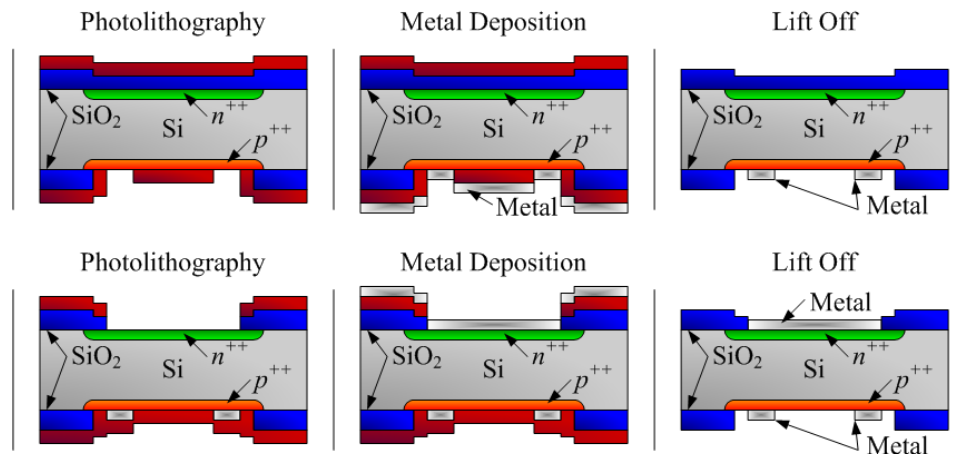 Photolithography Metal Deposition Lift Off
SiO₂ Si n⁺⁺ p⁺⁺ SiO₂ Si n⁺⁺ p⁺⁺ SiO₂ Si n⁺⁺ p⁺⁺
Metal Metal
Photolithography Metal Deposition Lift Off
Metal
SiO₂ Si n⁺⁺ p⁺⁺ SiO₂ Si n⁺⁺ p⁺⁺ SiO₂ Si n⁺⁺ p⁺⁺
Metal